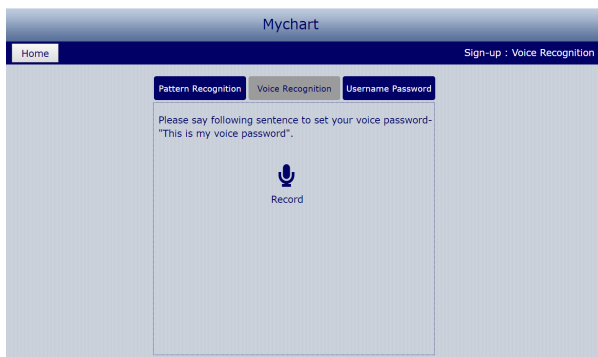 Mychart
Home
Sign-up : Voice Recognition
Pattern Recognition
Voice Recognition
Username Password
Please say following sentence to set your voice password-
"This is my voice password".
Record